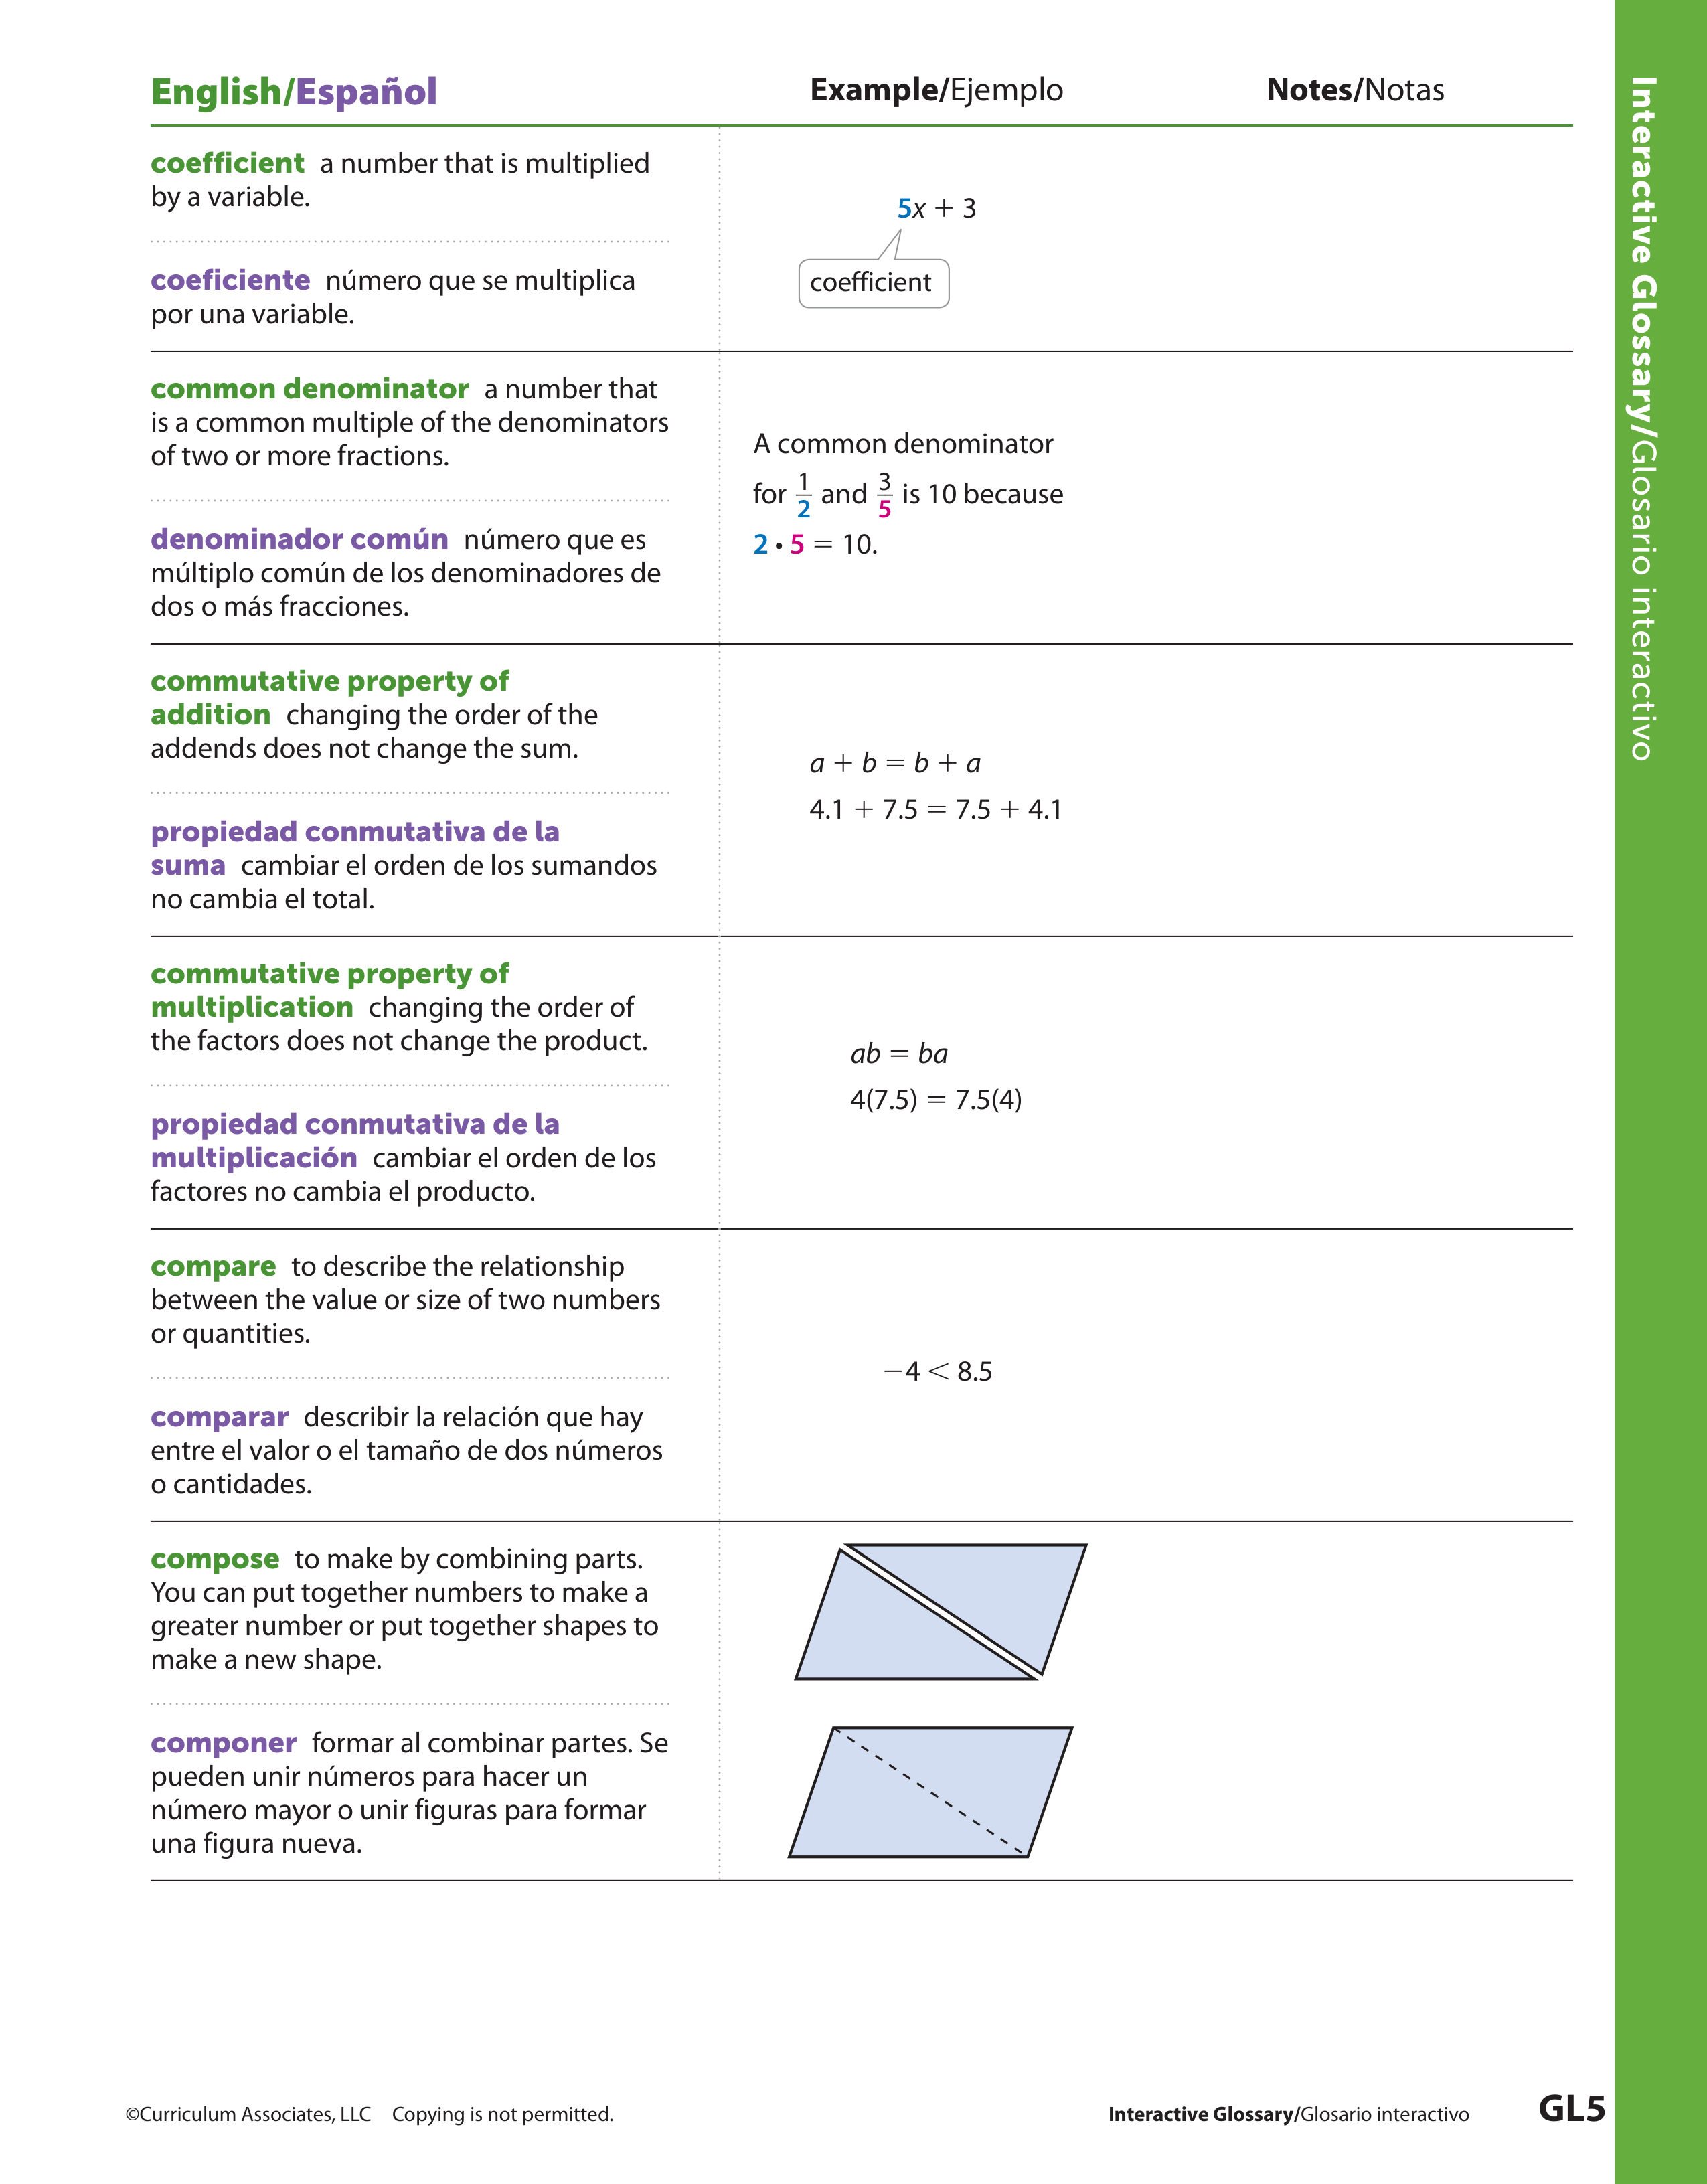 English/Español
Example/Ejemplo
Notes/Notas
coefficient a number that is multiplied
by a variable.
coeficiente número que se multiplica
por una variable.
5x + 3
coefficient
common denominator a number that
is a common multiple of the denominators
of two or more fractions.
denominador común número que es
múltiplo común de los denominadores de
dos o más fracciones.
A common denominator
for 1/2 and 3/5 is 10 because
2 • 5 = 10.
commutative property of
addition changing the order of the
addends does not change the sum.
propiedad conmutativa de la
suma cambiar el orden de los sumandos
no cambia el total.
a + b = b + a
4.1 + 7.5 = 7.5 + 4.1
commutative property of
multiplication changing the order of
the factors does not change the product.
propiedad conmutativa de la
multiplicación cambiar el orden de los
factores no cambia el producto.
ab = ba
4(7.5) = 7.5(4)
compare to describe the relationship
between the value or size of two numbers
or quantities.
comparar describir la relación que hay
entre el valor o el tamaño de dos números
o cantidades.
−4 < 8.5
compose to make by combining parts.
You can put together numbers to make a
greater number or put together shapes to
make a new shape.
componer formar al combinar partes. Se
pueden unir números para hacer un
número mayor o unir figuras para formar
una figura nueva.
Interactive Glossary/Glosario interactivo
©Curriculum Associates, LLC Copying is not permitted.
Interactive Glossary/Glosario interactivo
GL5